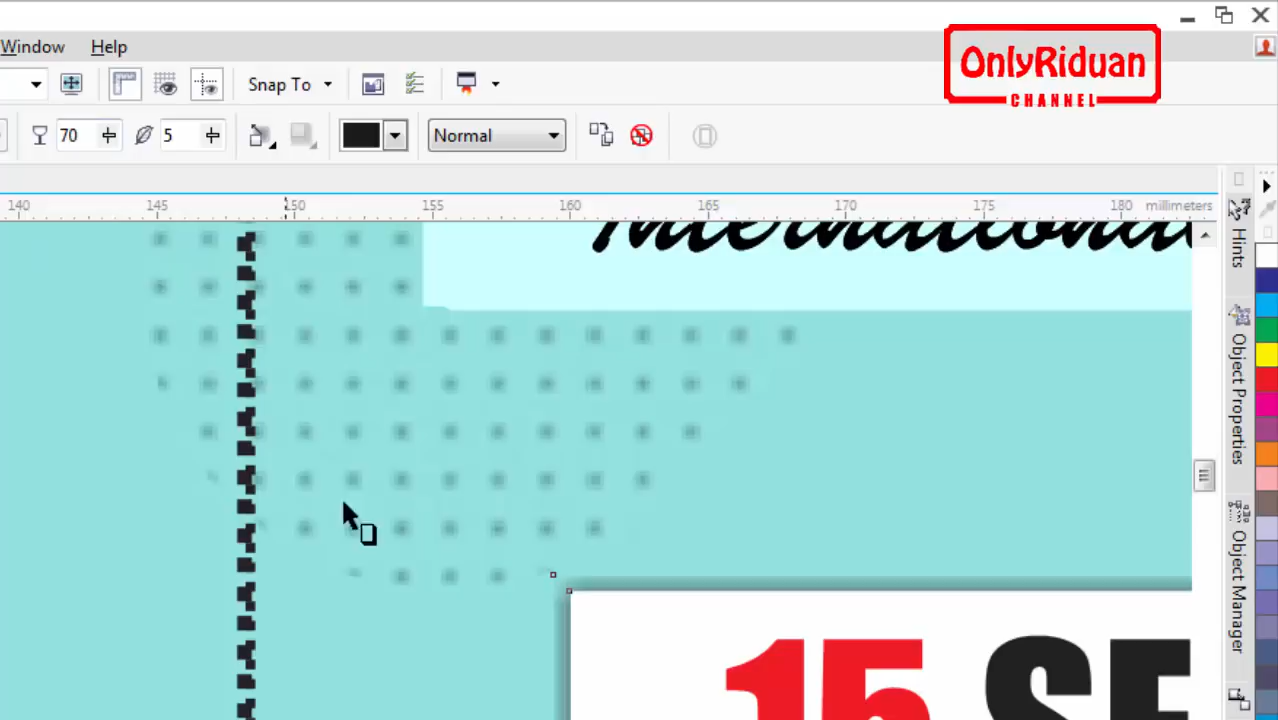 Window Help
OnlyRiduan
CHANNEL
Snap To
70 5 Normal
140 145 150 155 160 165 170 175 180 millimeters
International
Hints
Object Properties
Object Manager
15 SE